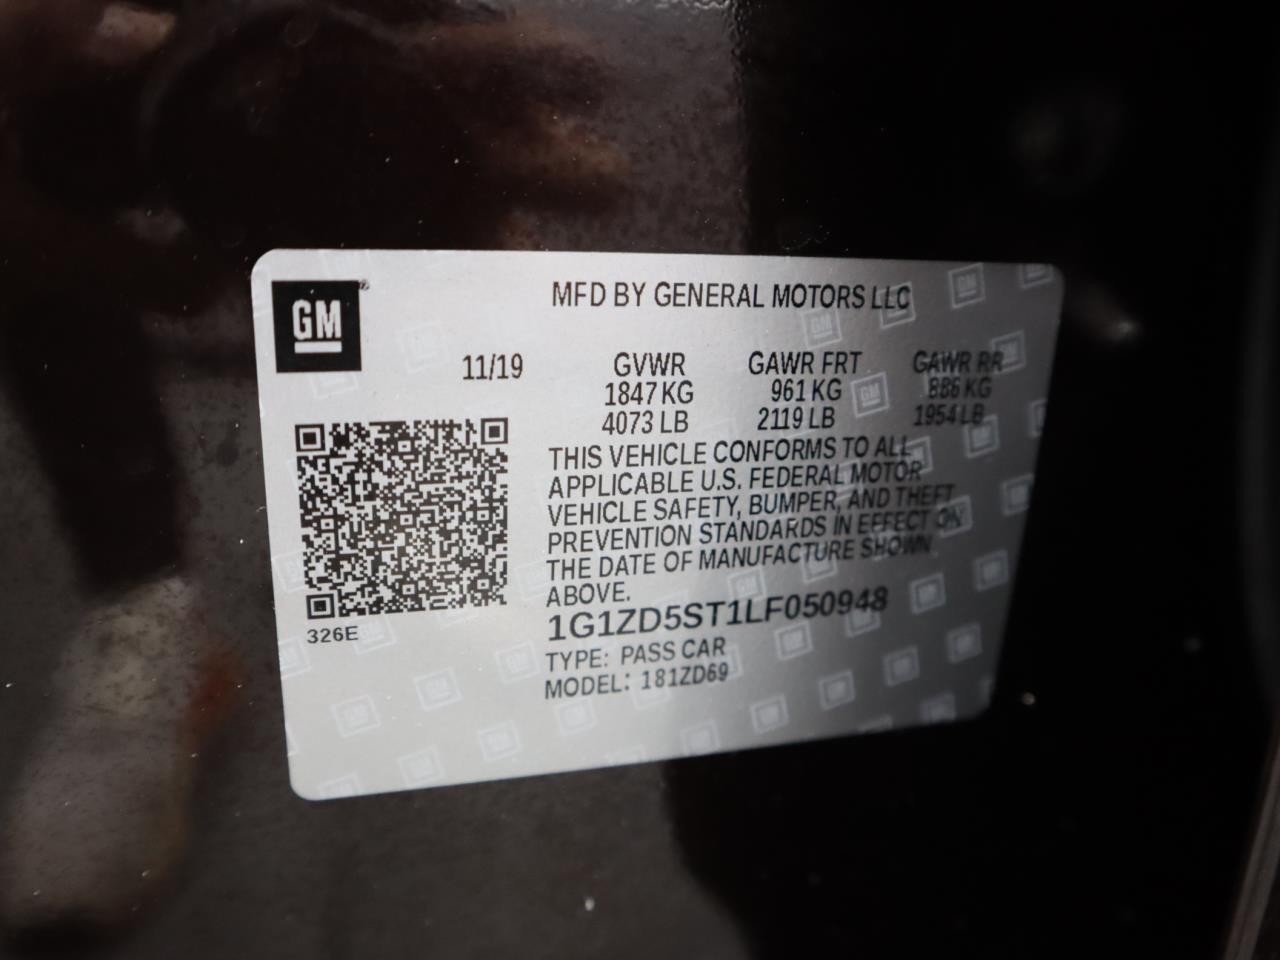 GM
MFD BY GENERAL MOTORS LLC
11/19 GVWR GAWR FRT GAWR RR
1847 KG 961 KG 886 KG
4073 LB 2119 LB 1954 LB
THIS VEHICLE CONFORMS TO ALL
APPLICABLE U.S. FEDERAL MOTOR
VEHICLE SAFETY, BUMPER, AND THEFT
PREVENTION STANDARDS IN EFFECT ON
THE DATE OF MANUFACTURE SHOWN
ABOVE.
1G1ZD5ST1LF050948
326E
TYPE: PASS CAR
MODEL: 181ZD69